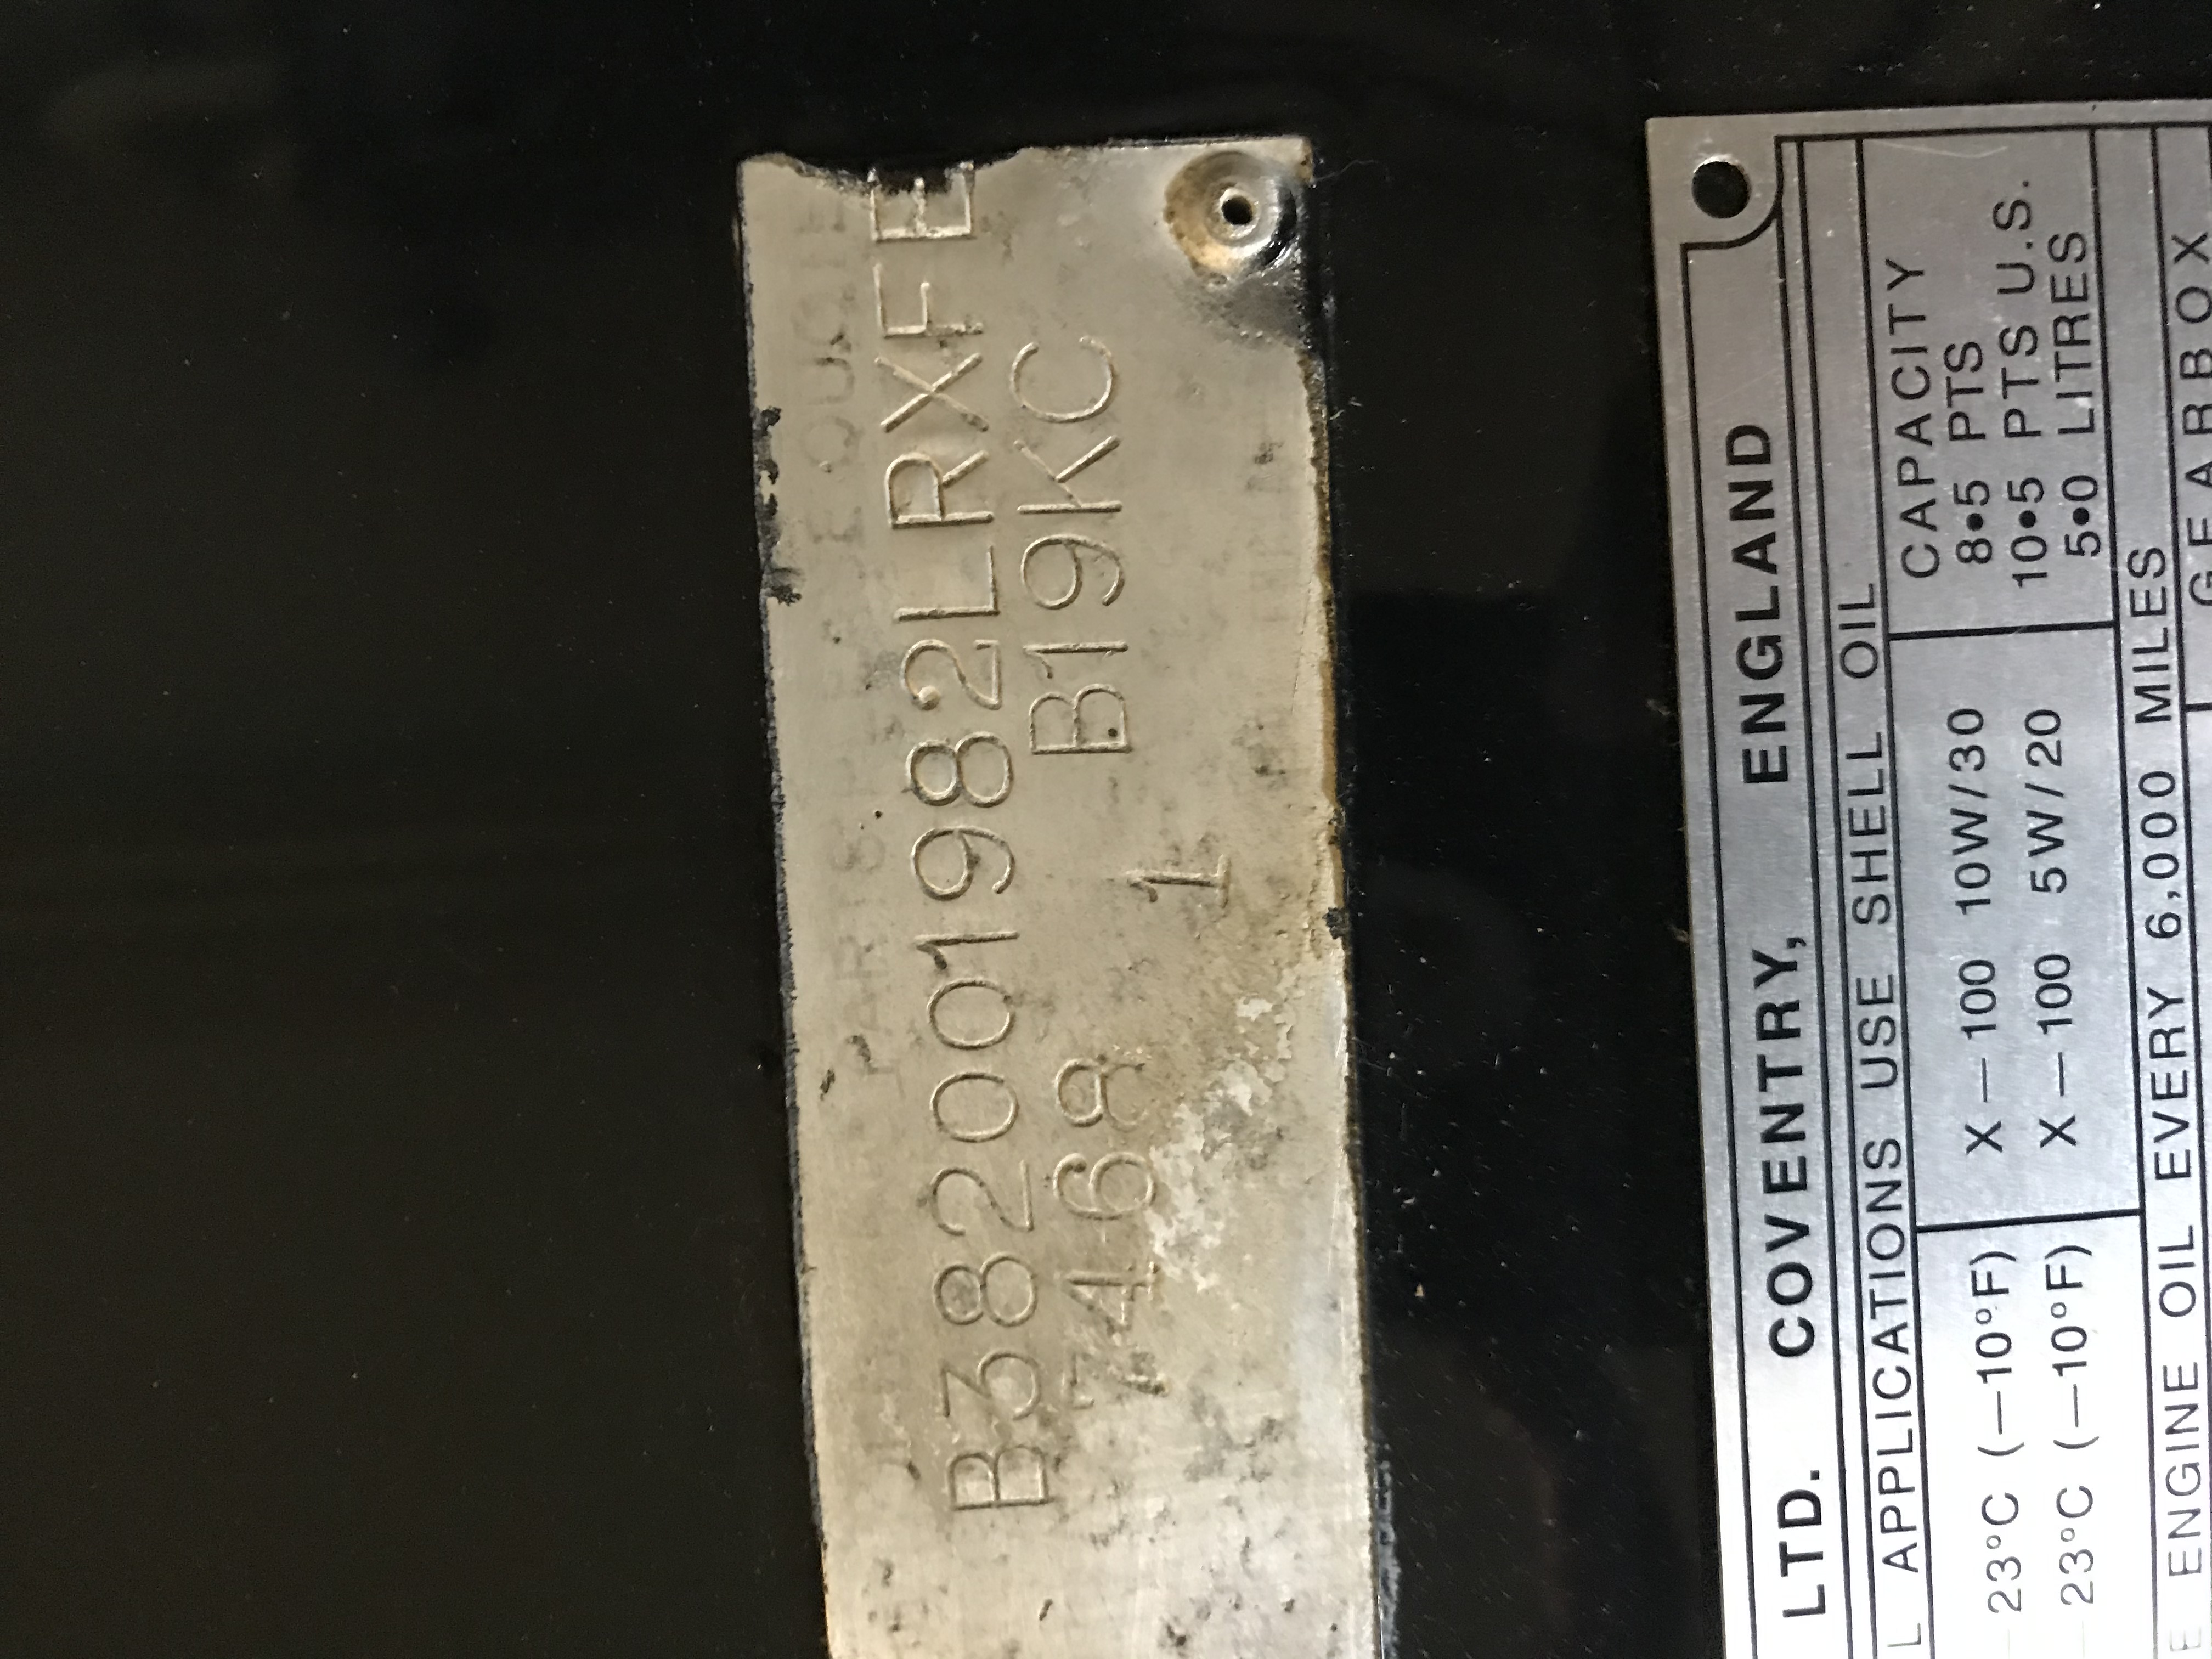 B382001982LRXFE
7468 B19KC
1
LTD. COVENTRY, ENGLAND
L APPLICATIONS USE SHELL OIL
CAPACITY
23°C (—10°F) X—100 10W/30 8•5 PTS
10•5 PTS U.S.
23°C (—10°F) X—100 5W/20 5•0 LITRES
E ENGINE OIL EVERY 6,000 MILES
GEARBOX